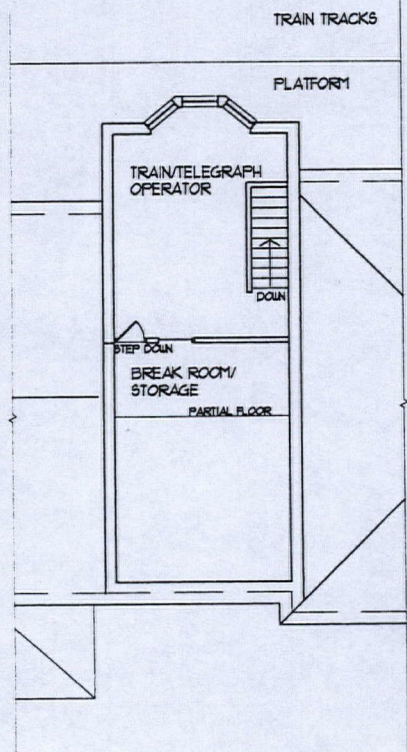 TRAIN TRACKS
PLATFORM
TRAIN/TELEGRAPH
OPERATOR
DOWN
STEP DOWN
BREAK ROOM/
STORAGE
PARTIAL FLOOR